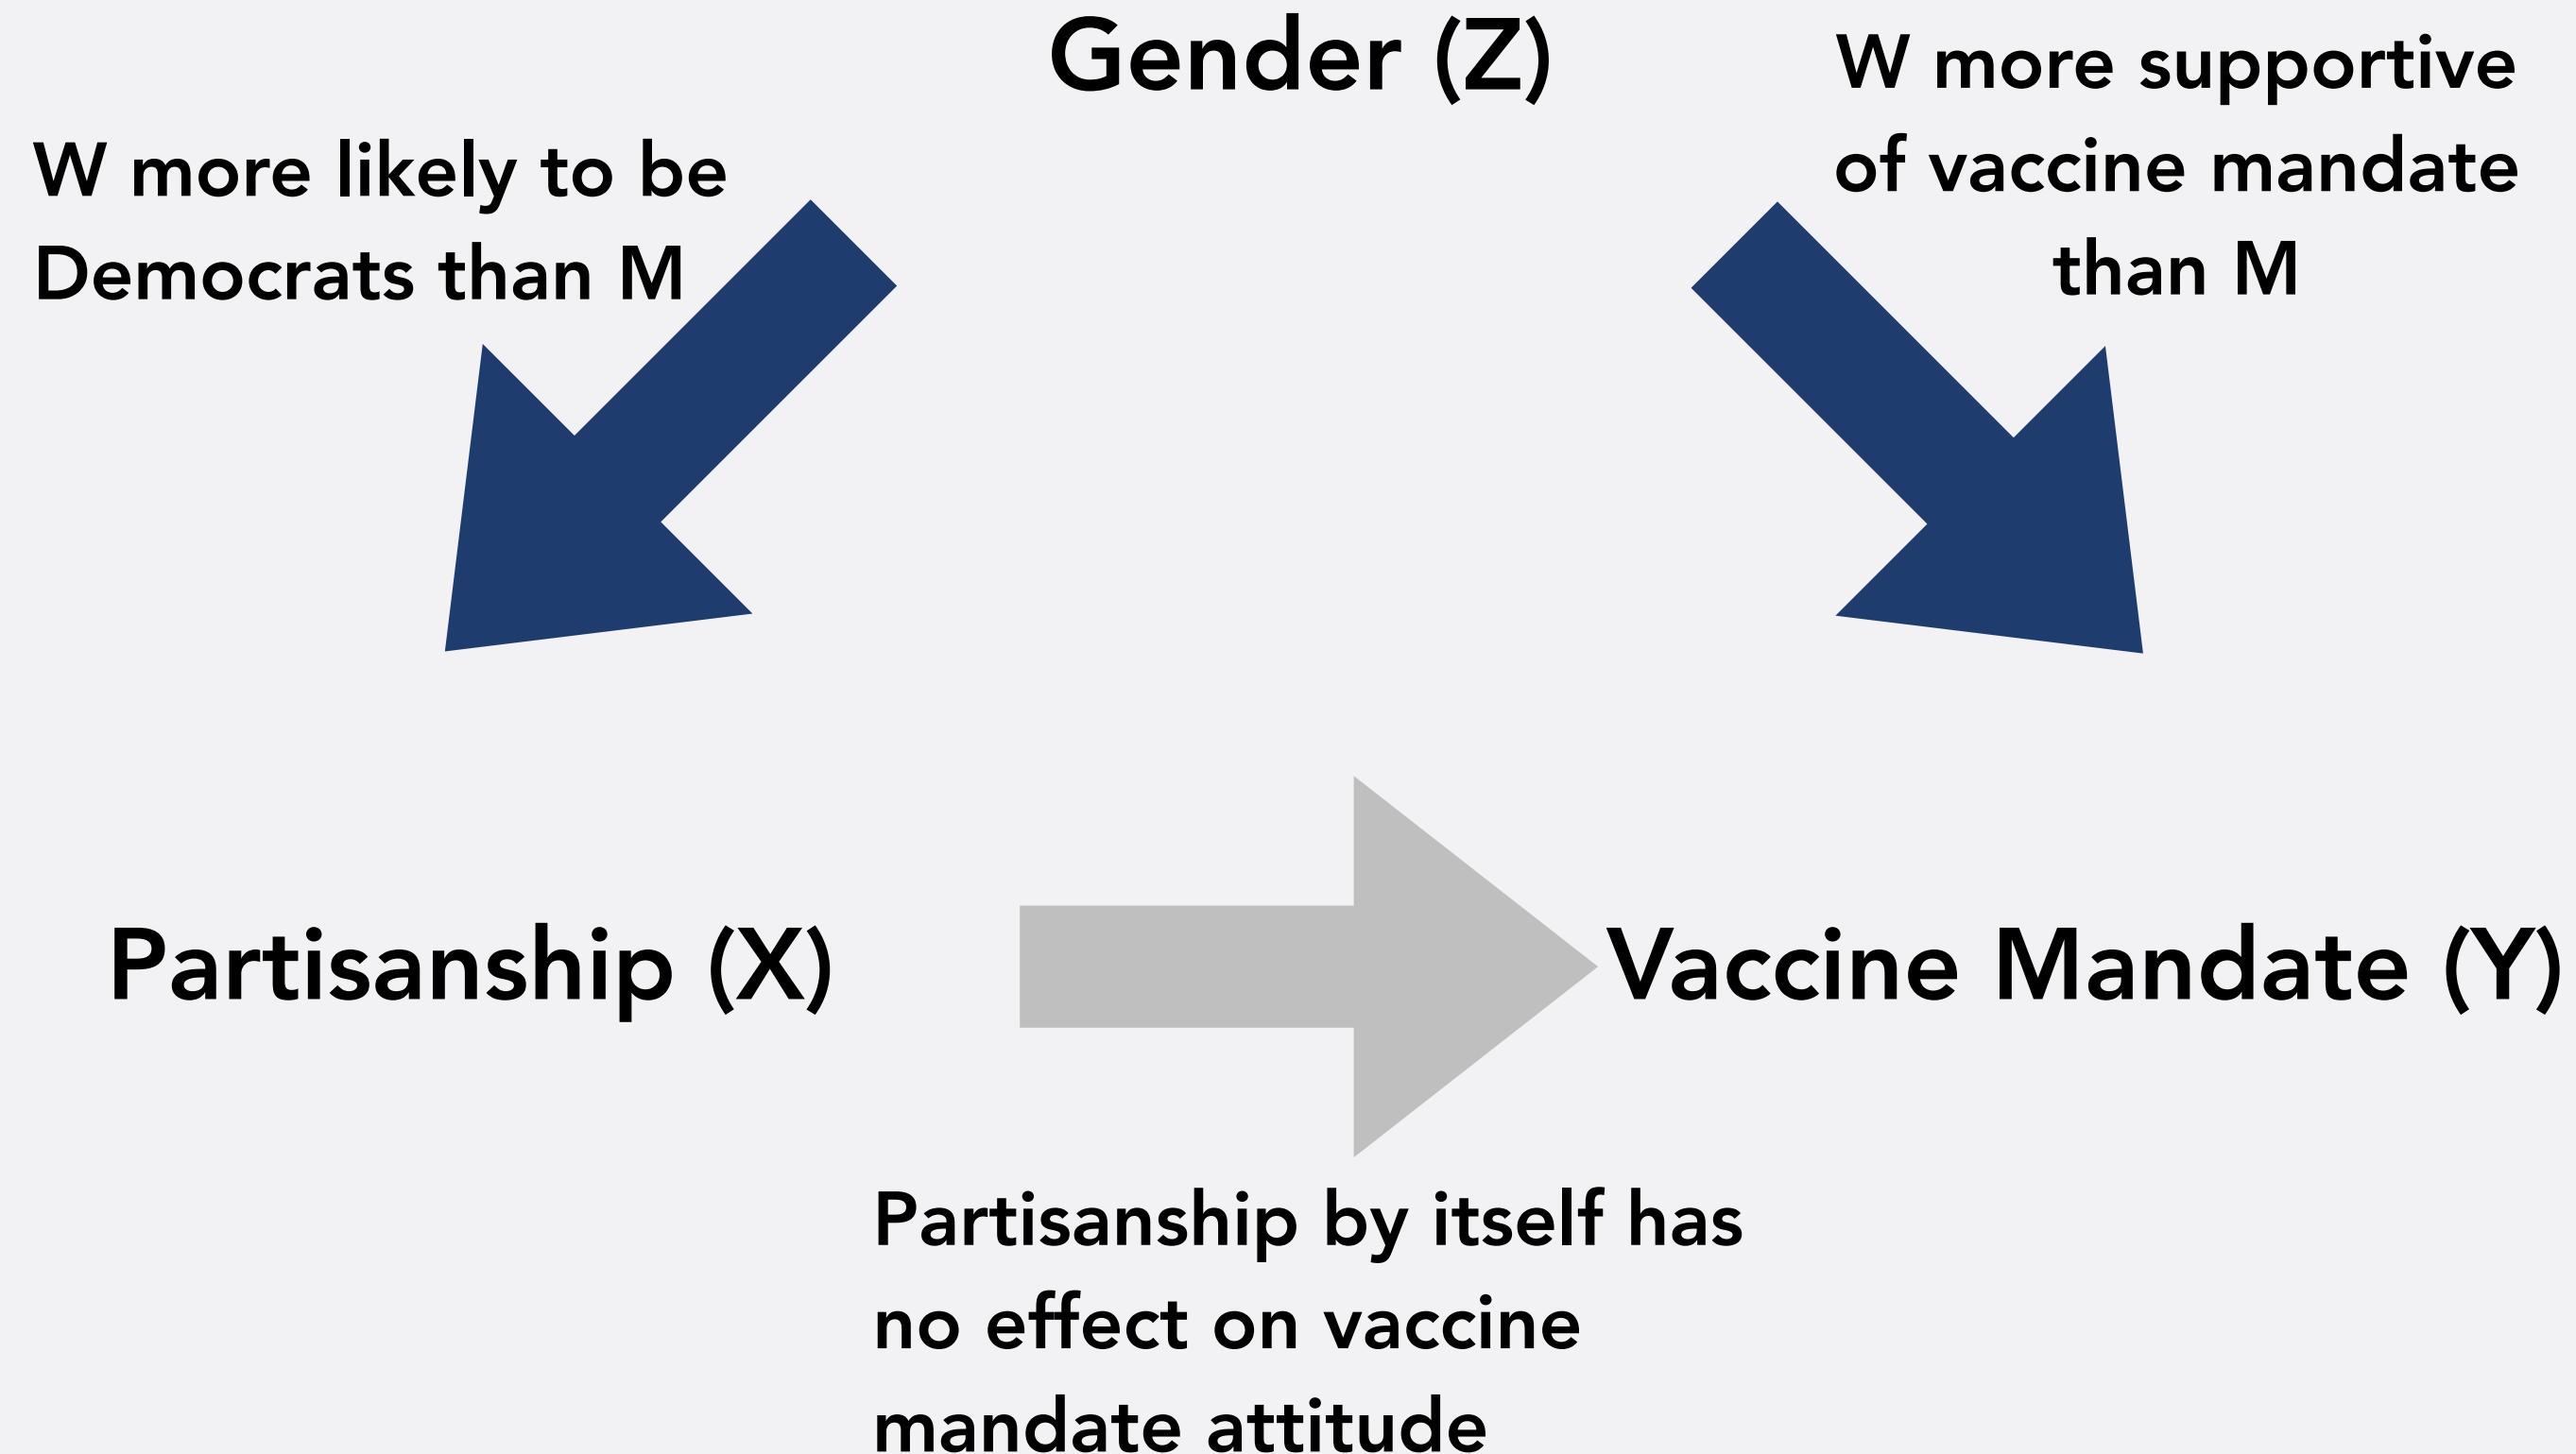 Gender (Z)
W more likely to be
Democrats than M
W more supportive
of vaccine mandate
than M
Partisanship (X)
Vaccine Mandate (Y)
Partisanship by itself has
no effect on vaccine
mandate attitude